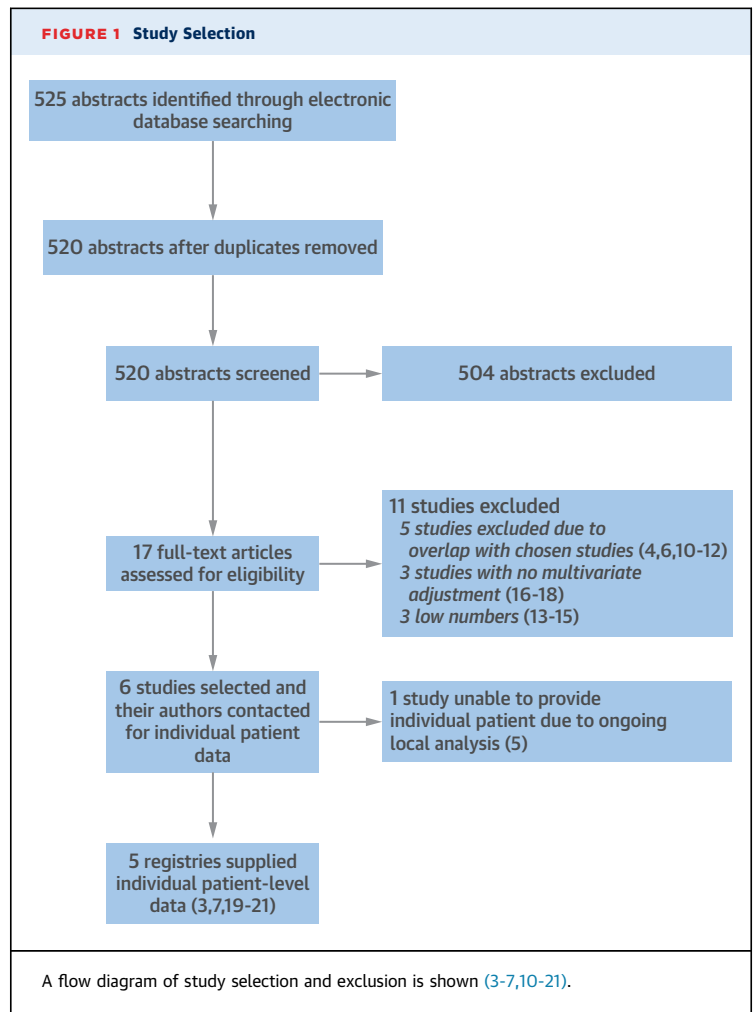 FIGURE 1 Study Selection
525 abstracts identified through electronic
database searching
520 abstracts after duplicates removed
520 abstracts screened
504 abstracts excluded
17 full-text articles
assessed for eligibility
11 studies excluded
5 studies excluded due to
overlap with chosen studies (4,6,10-12)
3 studies with no multivariate
adjustment (16-18)
3 low numbers (13-15)
6 studies selected and
their authors contacted
for individual patient
data
1 study unable to provide
individual patient due to ongoing
local analysis (5)
5 registries supplied
individual patient-level
data (3,7,19-21)
A flow diagram of study selection and exclusion is shown (3-7,10-21).